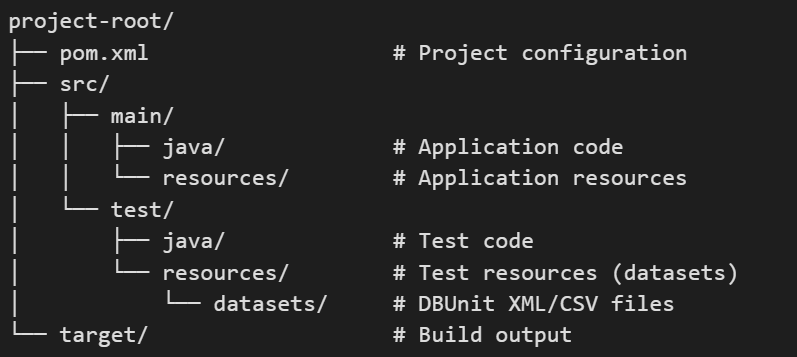 project-root/
├── pom.xml                   # Project configuration
├── src/
│   ├── main/
│   │   ├── java/             # Application code
│   │   └── resources/        # Application resources
│   └── test/
│       ├── java/             # Test code
│       └── resources/        # Test resources (datasets)
│           └── datasets/     # DBUnit XML/CSV files
└── target/                   # Build output